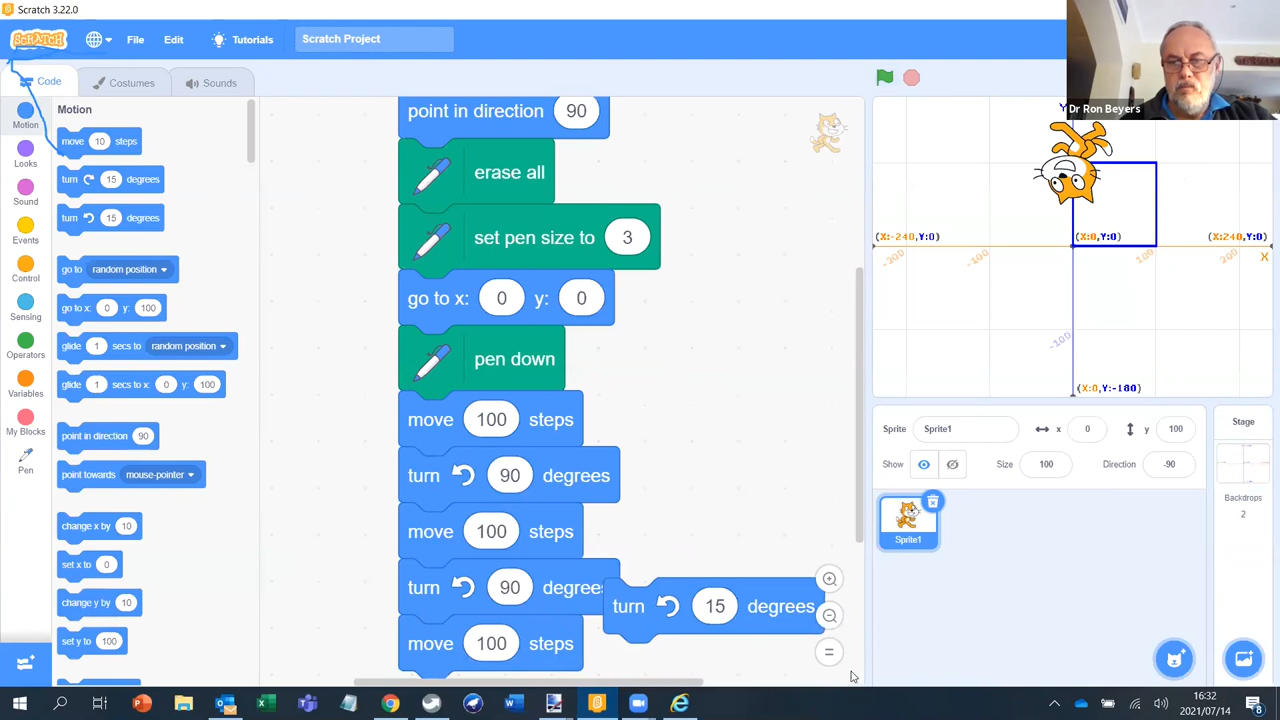 Scratch 3.22.0
SCRATCH
File
Edit
Tutorials
Scratch Project
Dr Ron Beyers
Code
Costumes
Sounds
Motion
Looks
Sound
Events
Control
Sensing
Operators
Variables
My Blocks
Pen
Motion
move 10 steps
turn 15 degrees
turn 15 degrees
go to random position
go to x: 0 y: 100
glide 1 secs to random position
glide 1 secs to x: 0 y: 100
point in direction 90
point towards mouse-pointer
change x by 10
set x to 0
change y by 10
set y to 100
point in direction 90
erase all
set pen size to 3
go to x: 0 y: 0
pen down
move 100 steps
turn 90 degrees
move 100 steps
turn 90 degrees
move 100 steps
turn 15 degrees
Y
(X:-240,Y:0)
(X:0,Y:0)
(X:240,Y:0)
-200
-100
100
200
X
-100
(X:0,Y:-180)
Sprite
Sprite1
x 0
y 100
Show
Size 100
Direction -90
Sprite1
Stage
Backdrops
2
16:32
2021/07/14
8